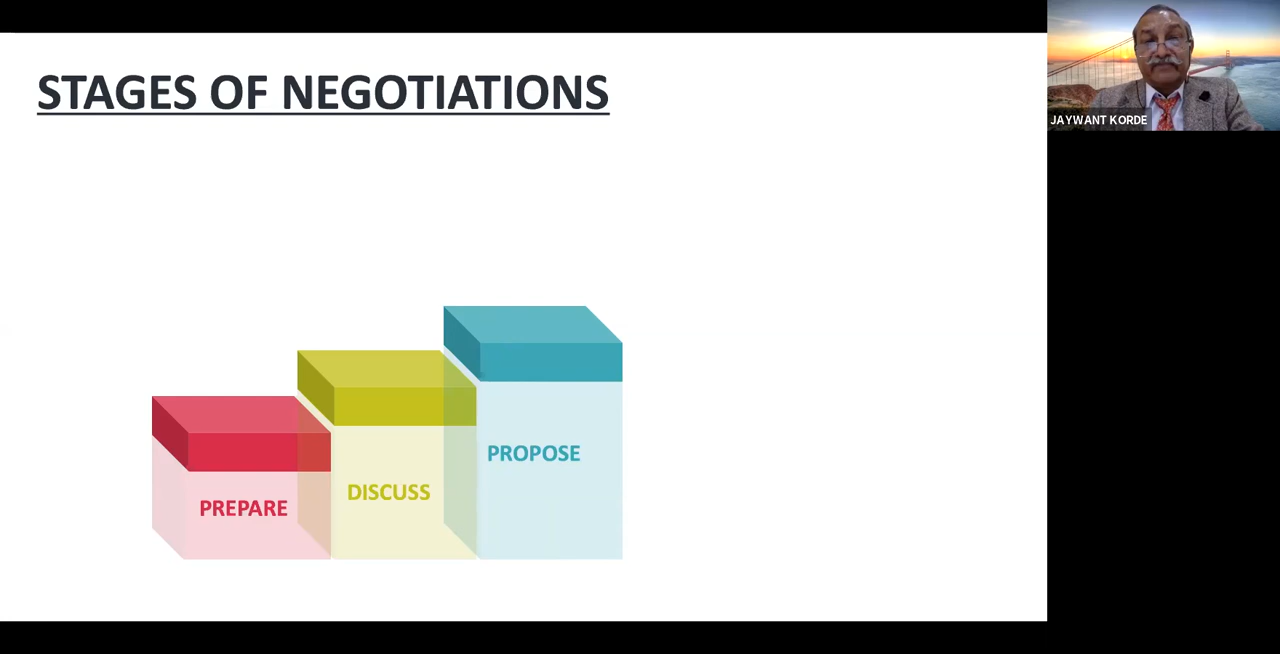 STAGES OF NEGOTIATIONS
JAYWANT KORDE
PROPOSE
DISCUSS
PREPARE